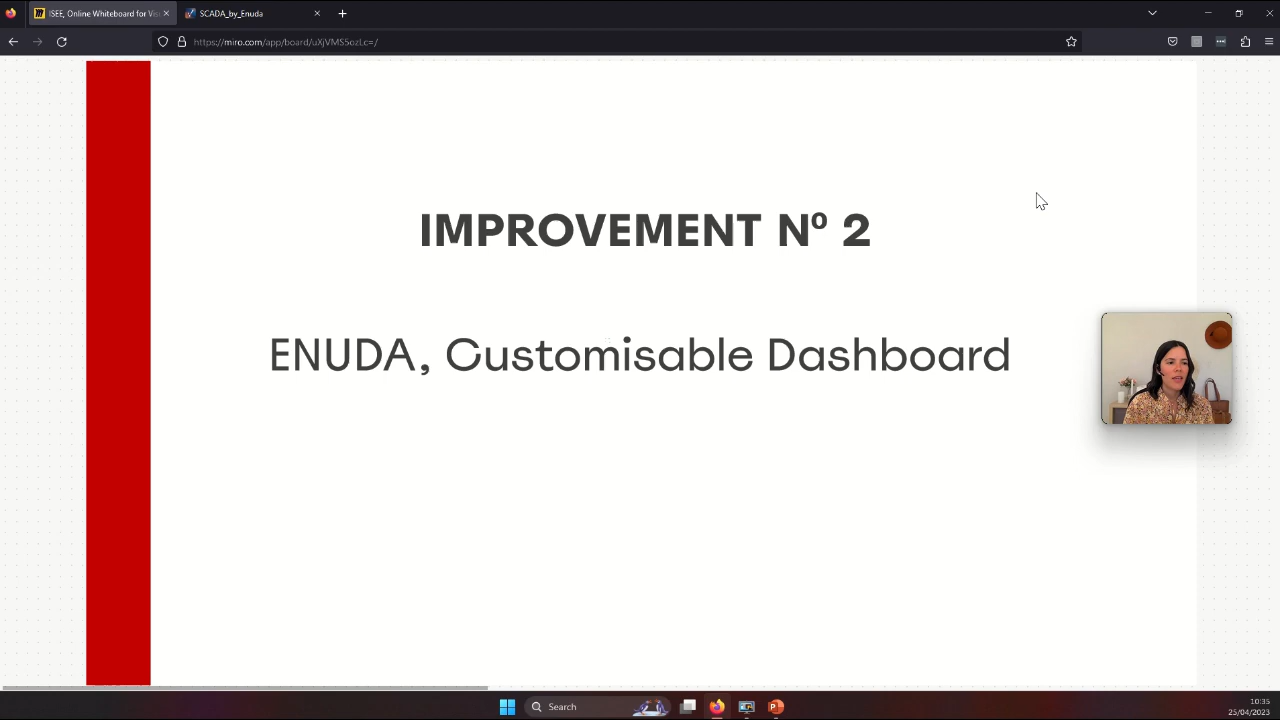 ISEE, Online Whiteboard for Vis
SCADA_by_Enuda
https://miro.com/app/board/uXjVMS5ozLc=/
IMPROVEMENT Nº 2
ENUDA, Customisable Dashboard
Search
10:35
25/04/2023